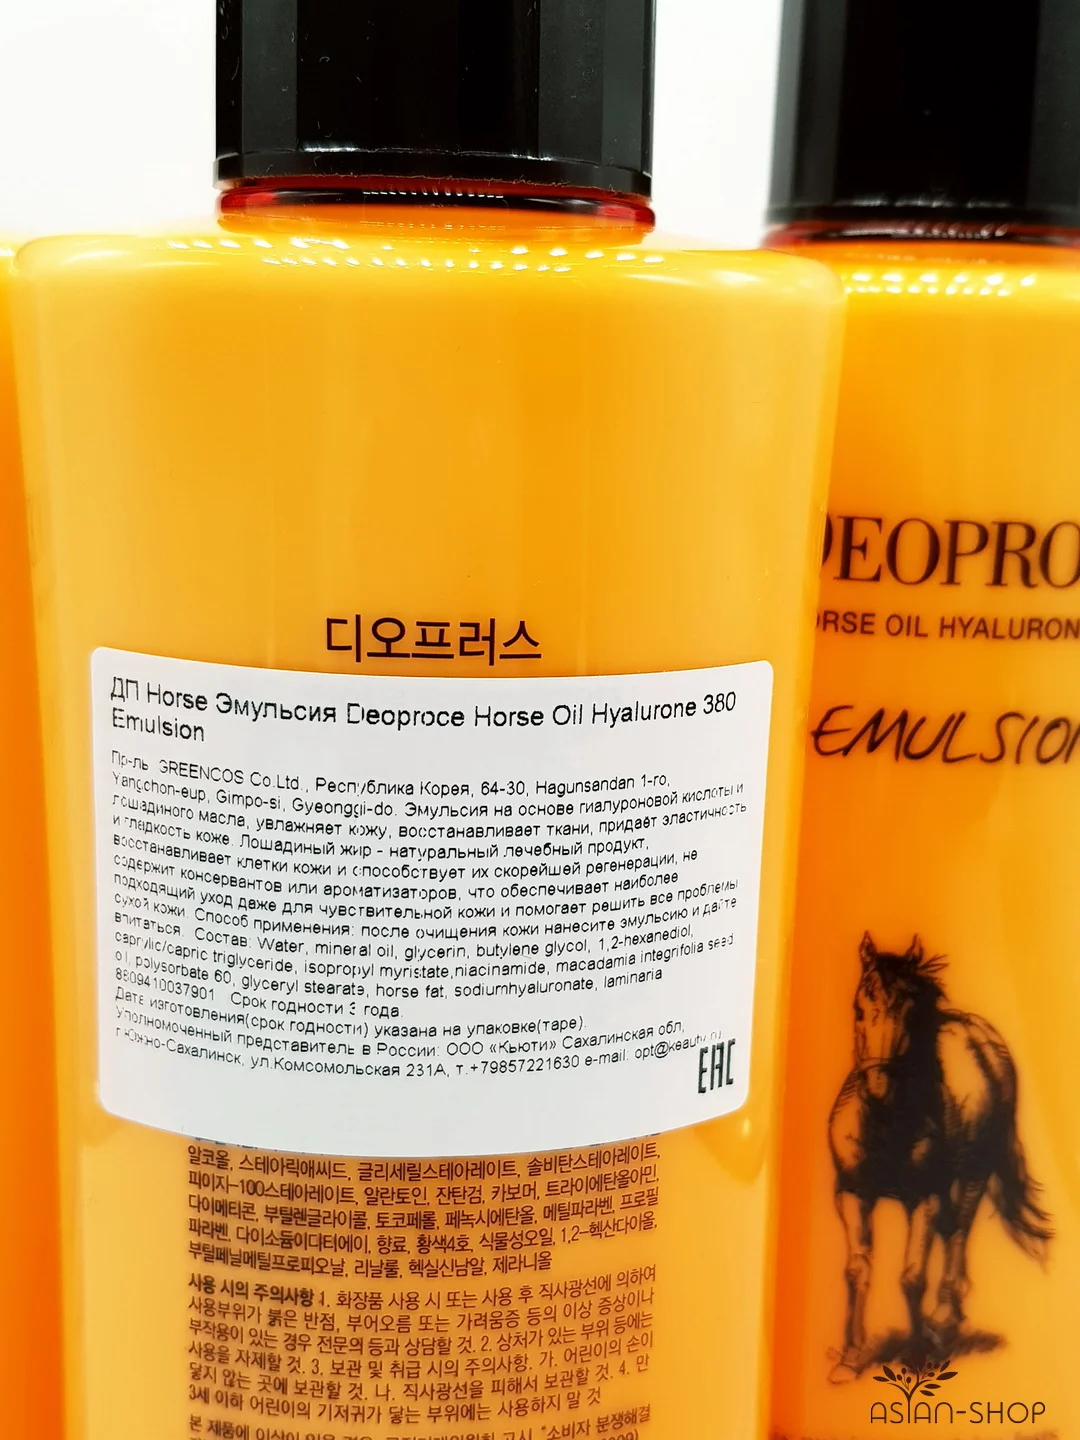 디오프러스
ДП Horse Эмульсия Deoproce Horse Oil Hyalurone 380
Emulsion
Пр-ль: GREENCOS Co.Ltd., Республика Корея, 64-30, Hagunsandan 1-ro,
Yangchon-eup, Gimpo-si, Gyeonggi-do. Эмульсия на основе гиалуроновой кислоты и
лошадиного масла, увлажняет кожу, восстанавливает ткани, придаёт эластичность
и гладкость коже. Лошадиный жир - натуральный лечебный продукт,
восстанавливает клетки кожи и способствует их скорейшей регенерации, не
содержит консервантов или ароматизаторов, что обеспечивает наиболее
подходящий уход даже для чувствительной кожи и помогает решить все проблемы
сухой кожи. Способ применения: после очищения кожи нанесите эмульсию и дайте
впитаться. Состав: Water, mineral oil, glycerin, butylene glycol, 1,2-hexanediol,
caprylic/capric triglyceride, isopropyl myristate,niacinamide, macadamia integrifolia seed
oil, polysorbate 60, glyceryl stearate, horse fat, sodiumhyaluronate, laminaria
8809410037901 Срок годности 3 года.
Дата изготовления(срок годности) указана на упаковке(таре).
Уполномоченный представитель в России: ООО «Кьюти» Сахалинская обл,
г.Южно-Сахалинск, ул.Комсомольская 231А, т.+79857221630 e-mail: opt@keauty.ru
EAC
알코올, 스테아릭애씨드, 글리세릴스테아레이트, 솔비탄스테아레이트,
피이지-100스테아레이트, 알란토인, 잔탄검, 카보머, 트라이에탄올아민,
다이메티콘, 부틸렌글라이콜, 토코페롤, 페녹시에탄올, 메틸파라벤, 프로필
파라벤, 다이소듐이디티에이, 향료, 황색4호, 식물성오일, 1,2-헥산다이올,
부틸페닐메틸프로피오날, 리날룰, 헥실신남알, 제라니올
사용 시의 주의사항 1. 화장품 사용 시 또는 사용 후 직사광선에 의하여
사용부위가 붉은 반점, 부어오름 또는 가려움증 등의 이상 증상이나
부작용이 있는 경우 전문의 등과 상담할 것. 2. 상처가 있는 부위 등에는
사용을 자제할 것. 3. 보관 및 취급 시의 주의사항. 가. 어린이의 손이
닿지 않는 곳에 보관할 것. 나. 직사광선을 피해서 보관할 것. 4. 만
3세 이하 어린이의 기저귀가 닿는 부위에는 사용하지 말 것
본 제품에 이상이 있을 경우, "소비자 분쟁해결
DEOPRO
ORSE OIL HYALURON
EMULSION
ASIAN-SHOP